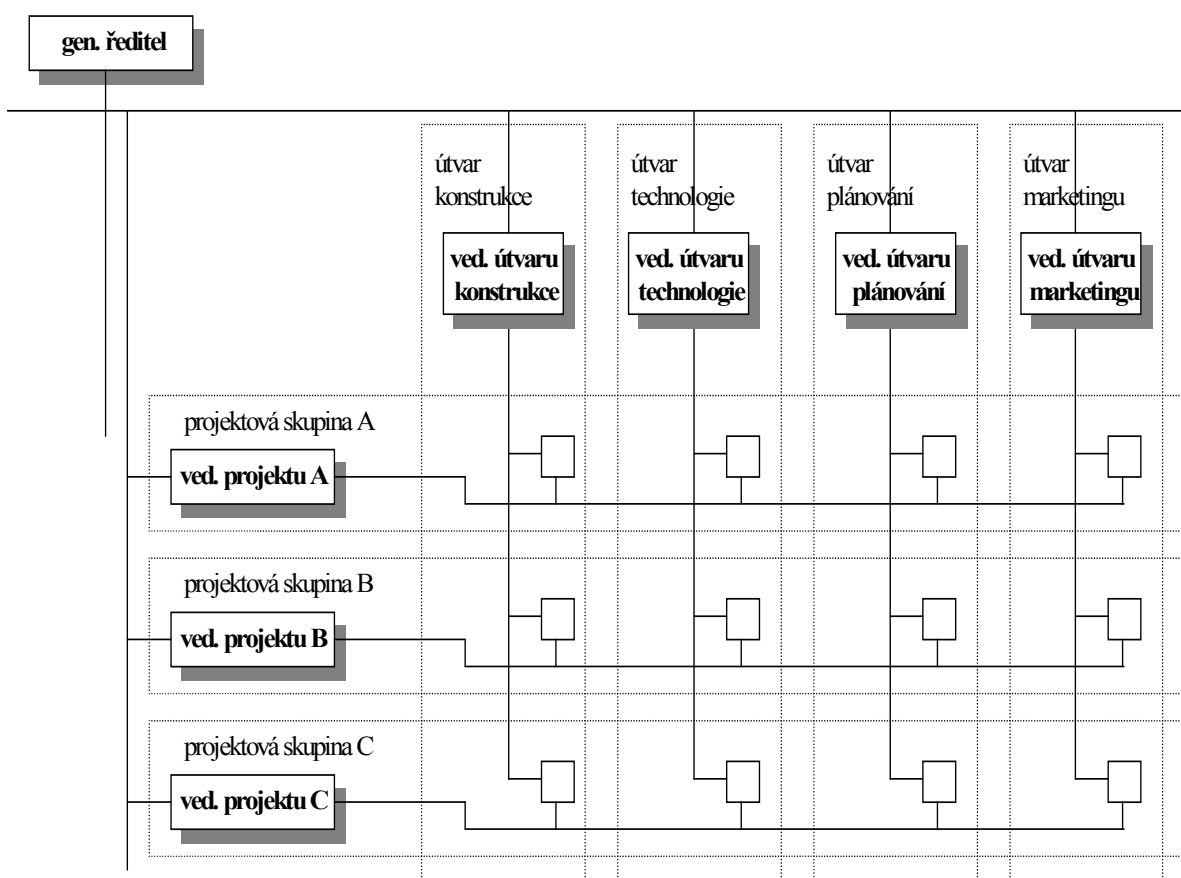 gen. ředitel
útvar
konstrukce
útvar
technologie
útvar
plánování
útvar
marketingu
ved. útvaru
konstrukce
ved. útvaru
technologie
ved. útvaru
plánování
ved. útvaru
marketingu
projektová skupina A
ved. projektu A
projektová skupina B
ved. projektu B
projektová skupina C
ved. projektu C